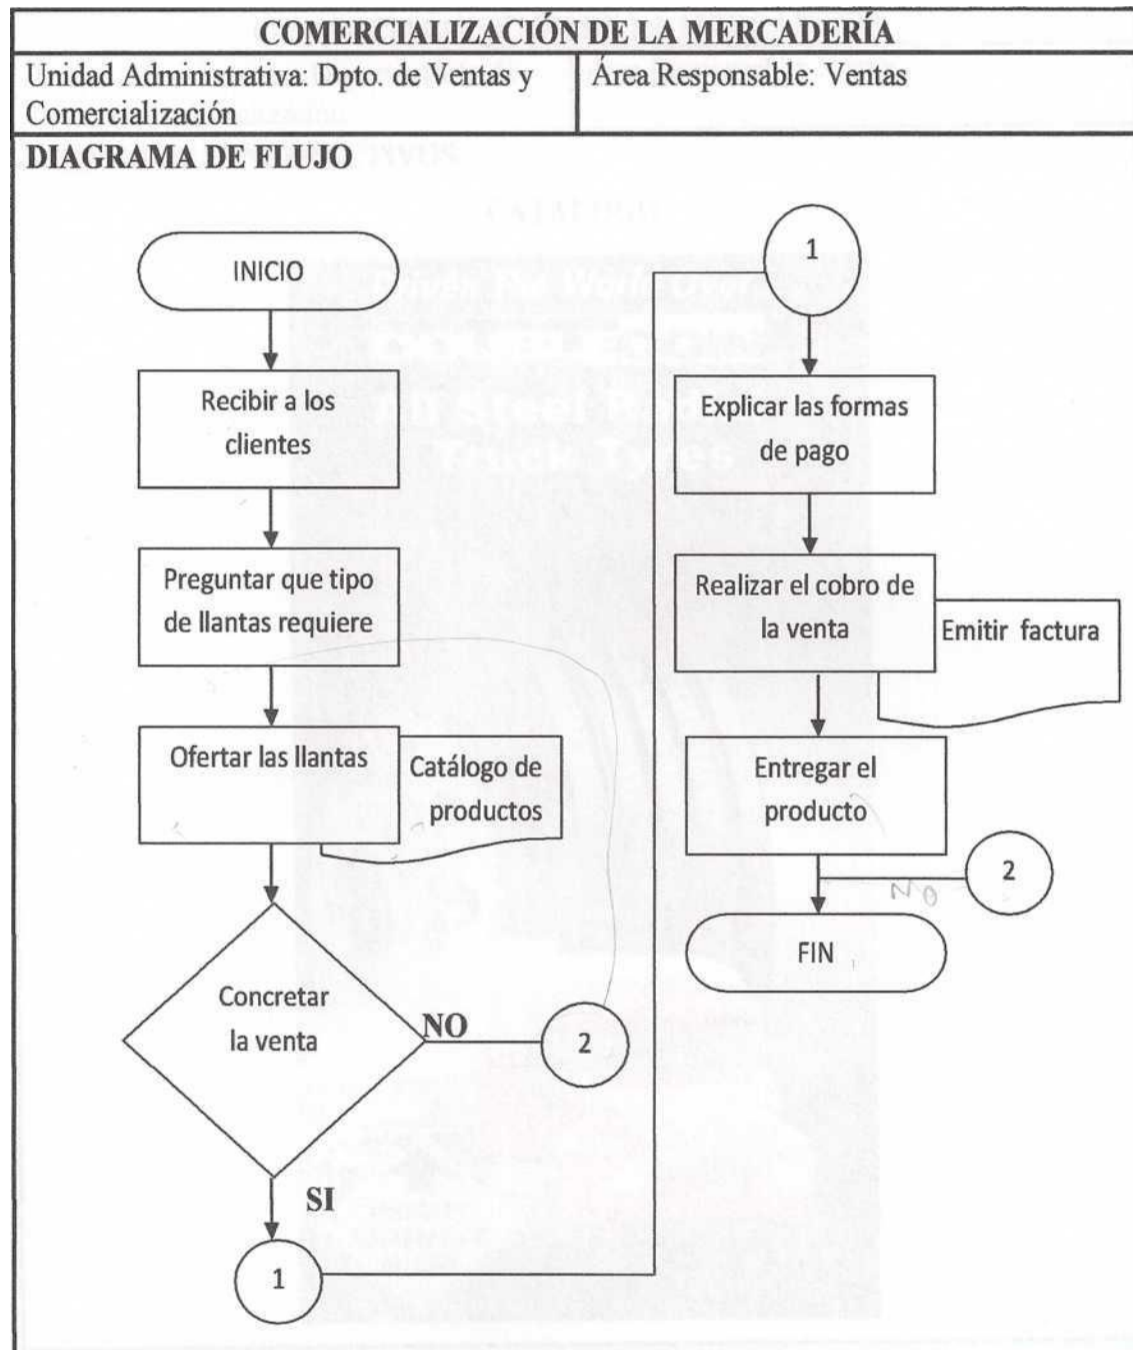 COMERCIALIZACIÓN DE LA MERCADERÍA
Unidad Administrativa: Dpto. de Ventas y
Comercialización
Área Responsable: Ventas
DIAGRAMA DE FLUJO
INICIO
Recibir a los
clientes
Preguntar que tipo
de llantas requiere
Ofertar las llantas
Catálogo de
productos
Concretar
la venta
NO
2
SI
1
1
Explicar las formas
de pago
Realizar el cobro de
la venta
Emitir factura
Entregar el
producto
2
NO
FIN